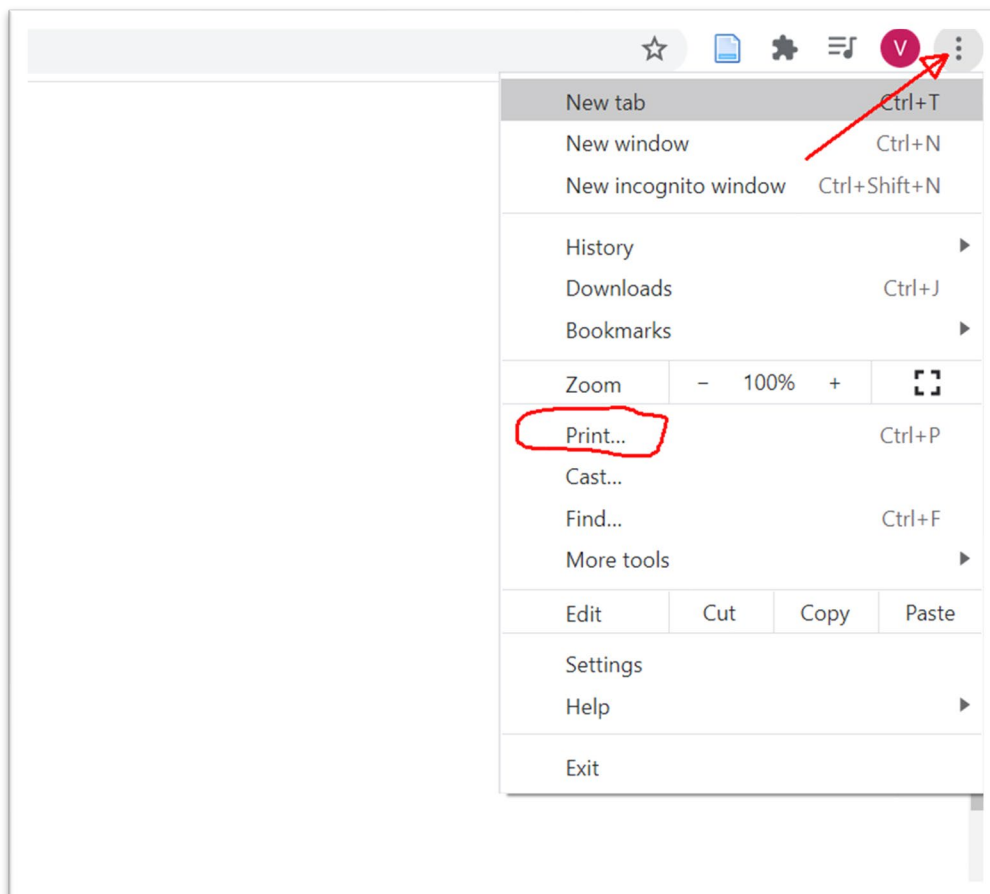 V
New tab Ctrl+T
New window Ctrl+N
New incognito window Ctrl+Shift+N
History
Downloads Ctrl+J
Bookmarks
Zoom - 100% +
Print... Ctrl+P
Cast...
Find... Ctrl+F
More tools
Edit Cut Copy Paste
Settings
Help
Exit